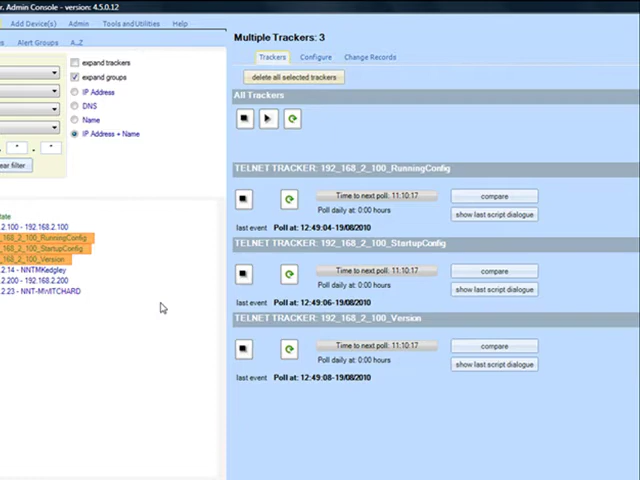 r. Admin Console - version: 4.5.0.12
Add Device(s) Admin Tools and Utilities Help
s Alert Groups A..Z
Multiple Trackers: 3
Trackers Configure Change Records
delete all selected trackers
expand trackers
expand groups
IP Address
DNS
Name
IP Address + Name
* . *
ear filter
All Trackers
TELNET TRACKER: 192_168_2_100_RunningConfig
Time to next poll: 11:10:17
compare
Poll daily at: 0:00 hours
show last script dialogue
last event Poll at: 12:49:04-19/08/2010
TELNET TRACKER: 192_168_2_100_StartupConfig
Time to next poll: 11:10:17
compare
Poll daily at: 0:00 hours
show last script dialogue
last event Poll at: 12:49:06-19/08/2010
TELNET TRACKER: 192_168_2_100_Version
Time to next poll: 11:10:17
compare
Poll daily at: 0:00 hours
show last script dialogue
last event Poll at: 12:49:08-19/08/2010
tate
.2.100 - 192.168.2.100
_168_2_100_RunningConfig
_168_2_100_StartupConfig
_168_2_100_Version
.2.14 - NNTMKedgley
.2.200 - 192.168.2.200
.2.23 - NNT-MWITCHARD